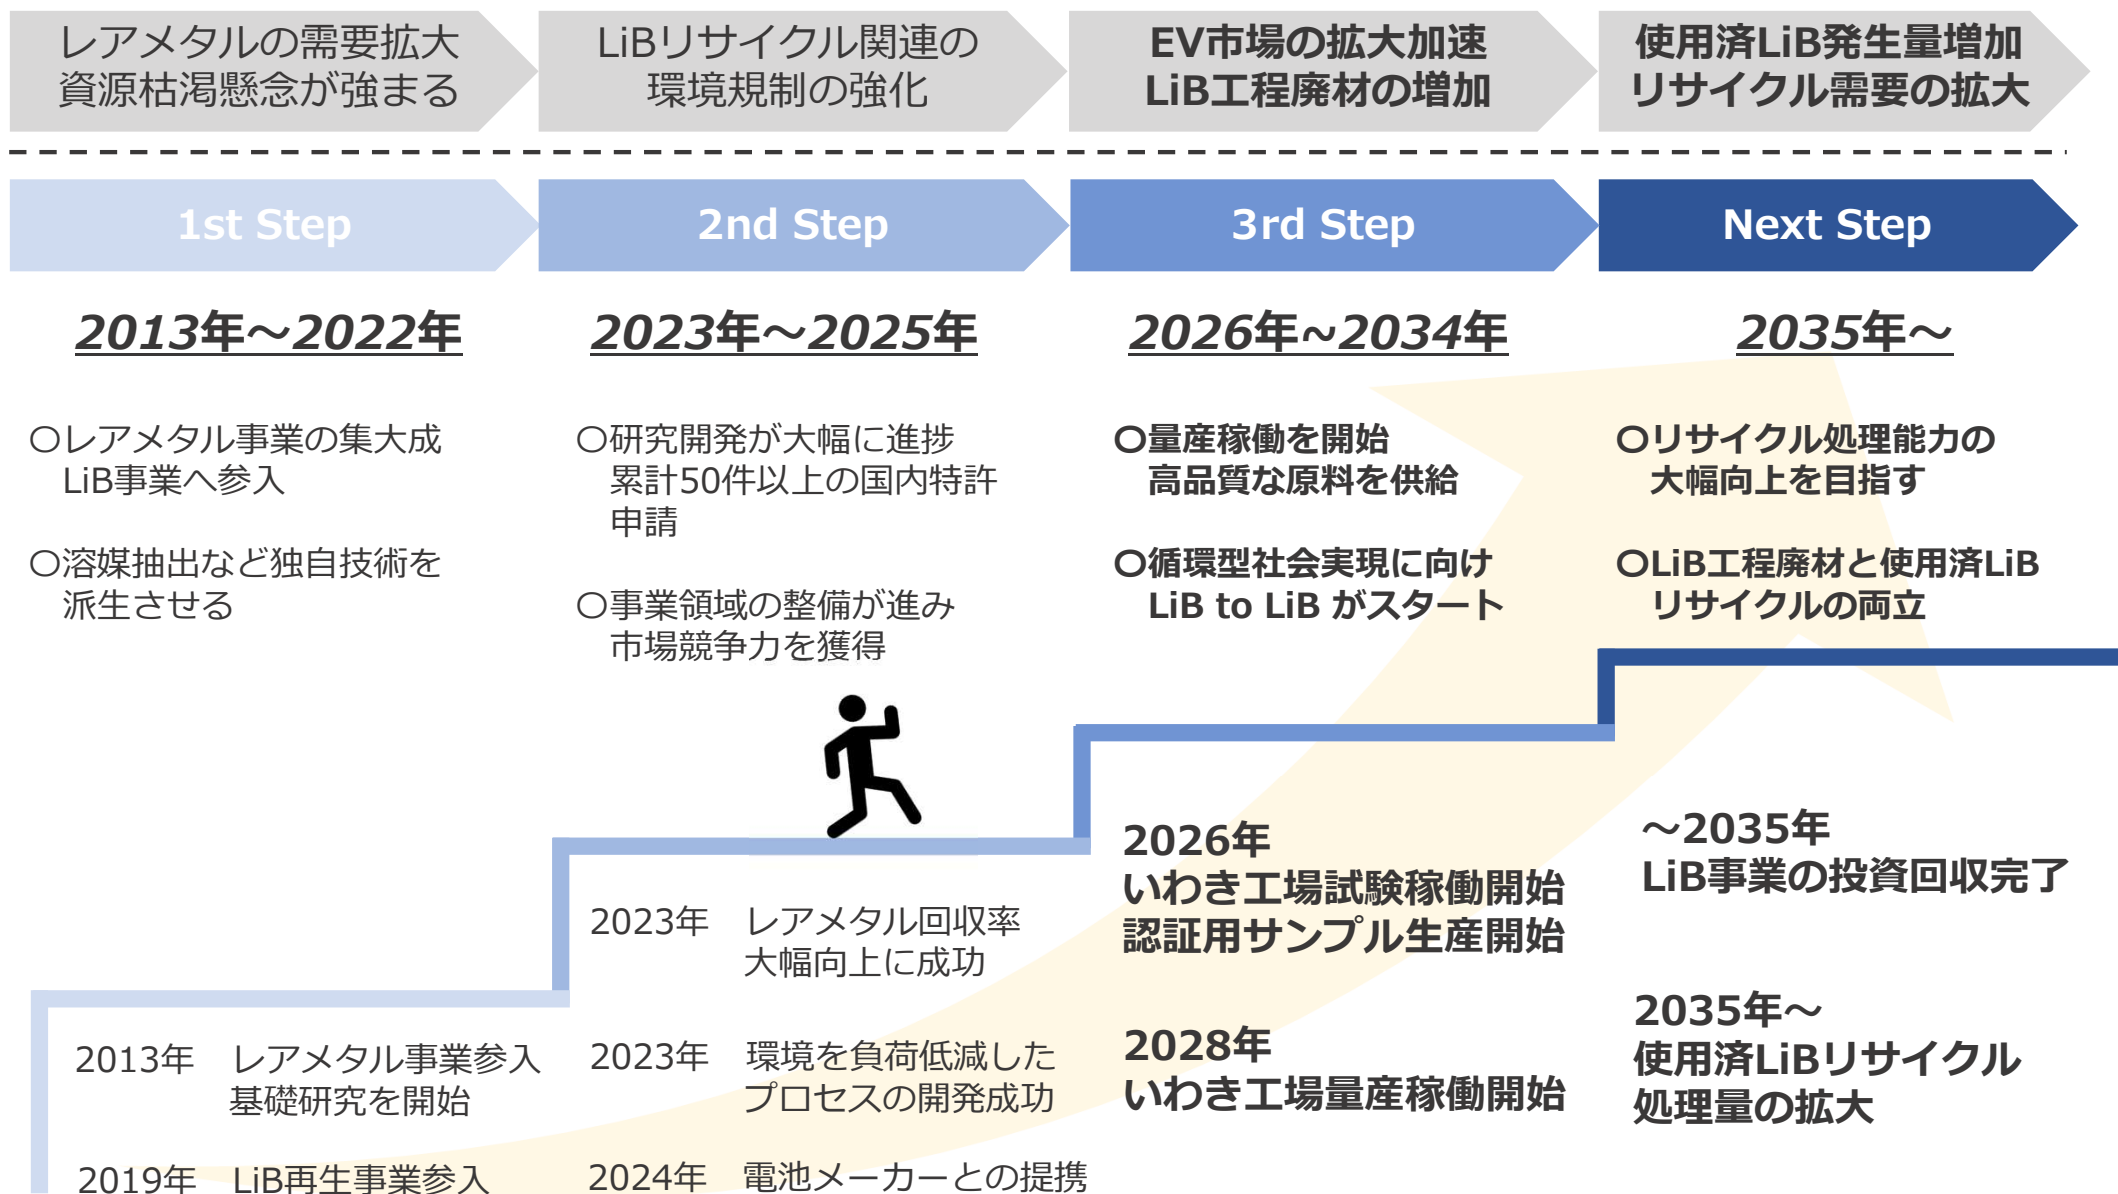 レアメタルの需要拡大
資源枯渇懸念が強まる
LiBリサイクル関連の
環境規制の強化
EV市場の拡大加速
LiB工程廃材の増加
使用済LiB発生量増加
リサイクル需要の拡大
1st Step
2nd Step
3rd Step
Next Step
2013年～2022年
2023年～2025年
2026年~2034年
2035年～
〇レアメタル事業の集大成
LiB事業へ参入
〇溶媒抽出など独自技術を
派生させる
〇研究開発が大幅に進捗
累計50件以上の国内特許
申請
〇事業領域の整備が進み
市場競争力を獲得
〇量産稼働を開始
高品質な原料を供給
〇循環型社会実現に向け
LiB to LiB がスタート
〇リサイクル処理能力の
大幅向上を目指す
〇LiB工程廃材と使用済LiB
リサイクルの両立
2013年 レアメタル事業参入
基礎研究を開始
2019年 LiB再生事業参入
2023年 レアメタル回収率
大幅向上に成功
2023年 環境を負荷低減した
プロセスの開発成功
2024年 電池メーカーとの提携
2026年
いわき工場試験稼働開始
認証用サンプル生産開始
2028年
いわき工場量産稼働開始
～2035年
LiB事業の投資回収完了
2035年～
使用済LiBリサイクル
処理量の拡大